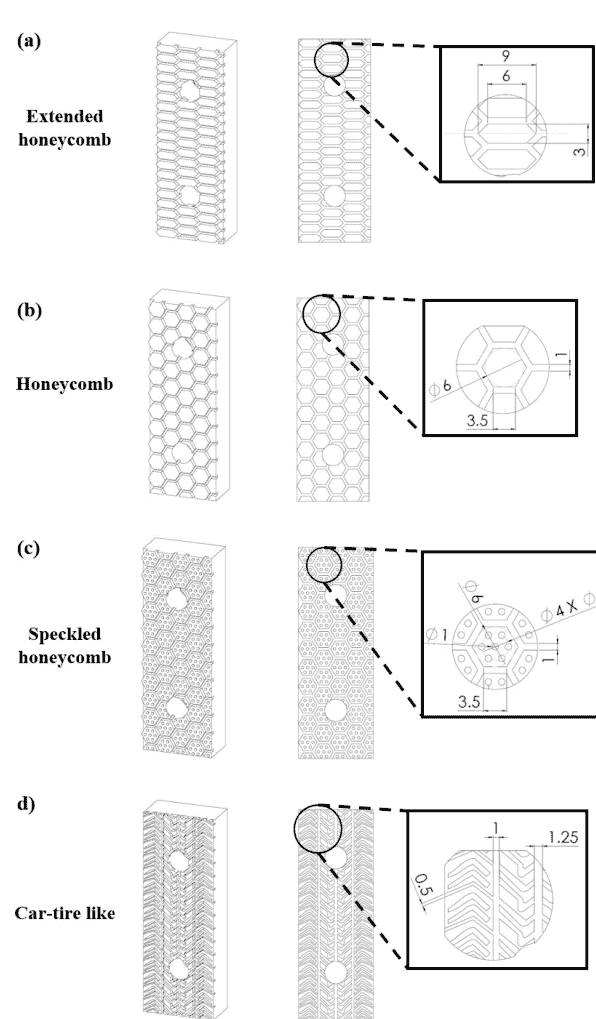 (a)
Extended
honeycomb
9
6
3
(b)
Honeycomb
1
∅6
3.5
(c)
Speckled
honeycomb
∅6
∅4 X ∅
∅1
1
3.5
d)
Car-tire like
1
1.25
0.5